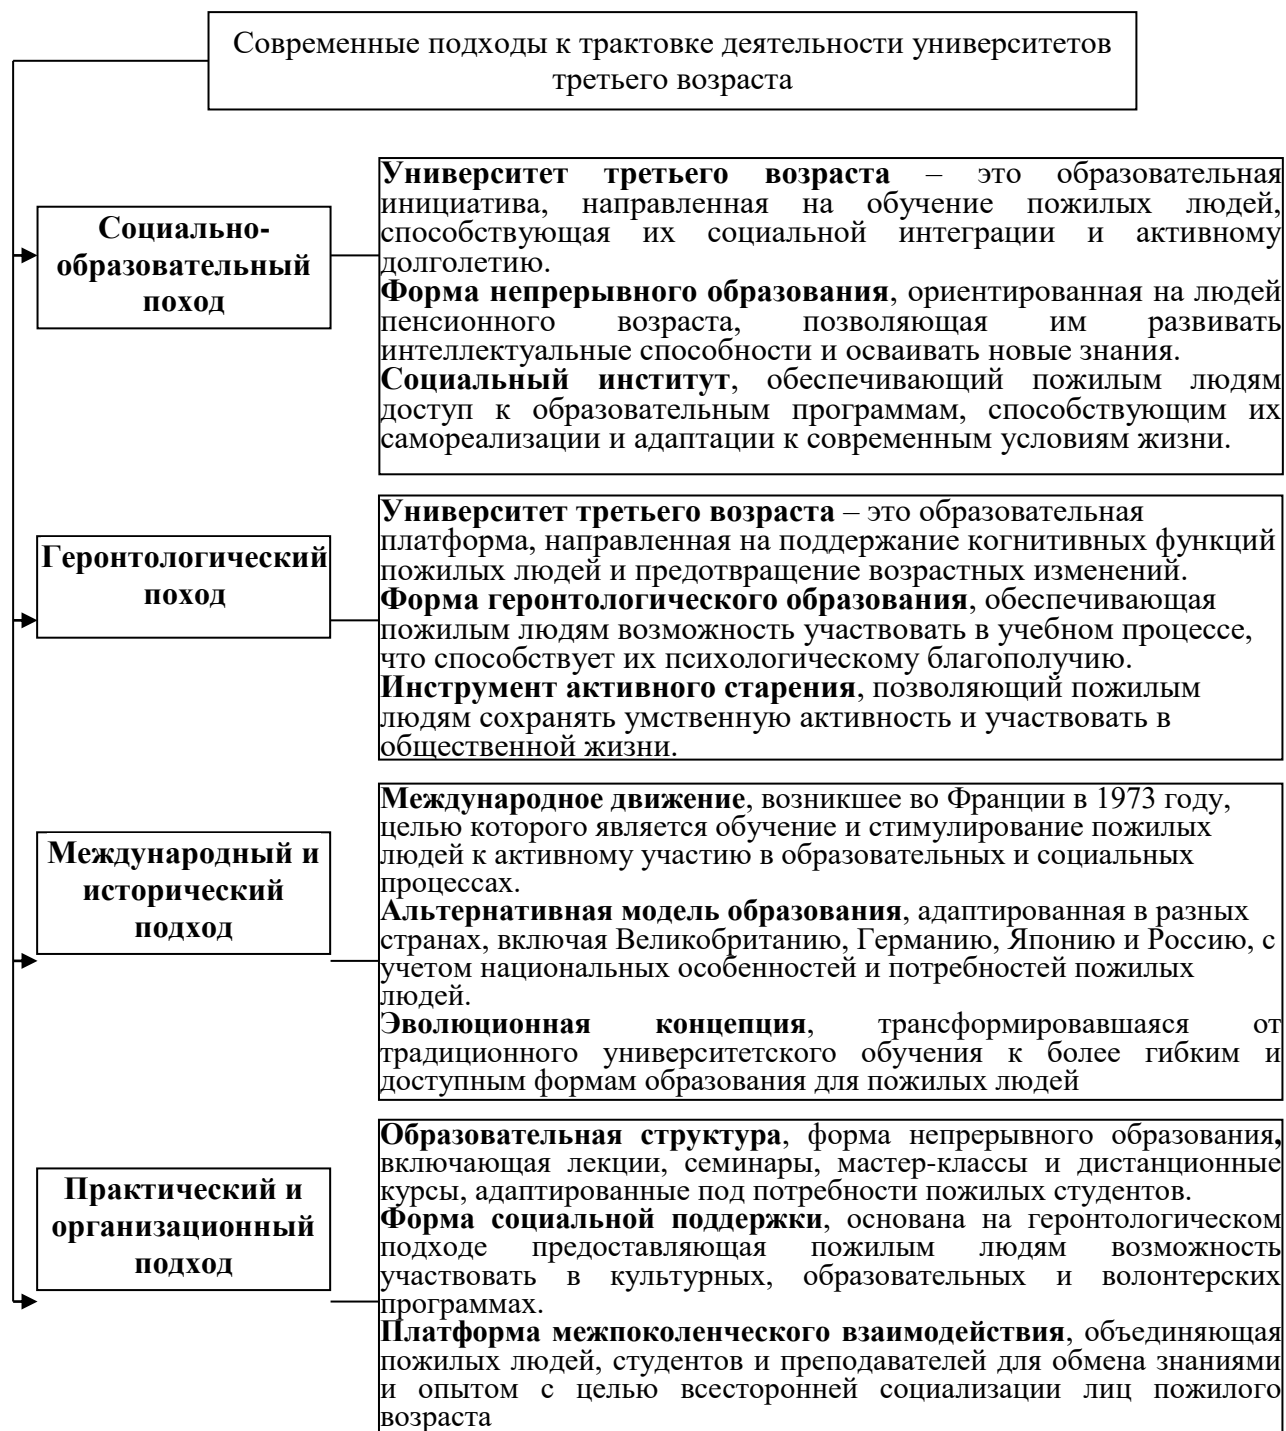 Современные подходы к трактовке деятельности университетов
третьего возраста
Социально-
образовательный
поход
Университет третьего возраста – это образовательная
инициатива, направленная на обучение пожилых людей,
способствующая их социальной интеграции и активному
долголетию.
Форма непрерывного образования, ориентированная на людей
пенсионного возраста, позволяющая им развивать
интеллектуальные способности и осваивать новые знания.
Социальный институт, обеспечивающий пожилым людям
доступ к образовательным программам, способствующим их
самореализации и адаптации к современным условиям жизни.
Геронтологический
поход
Университет третьего возраста – это образовательная
платформа, направленная на поддержание когнитивных функций
пожилых людей и предотвращение возрастных изменений.
Форма геронтологического образования, обеспечивающая
пожилым людям возможность участвовать в учебном процессе,
что способствует их психологическому благополучию.
Инструмент активного старения, позволяющий пожилым
людям сохранять умственную активность и участвовать в
общественной жизни.
Международный и
исторический
подход
Международное движение, возникшее во Франции в 1973 году,
целью которого является обучение и стимулирование пожилых
людей к активному участию в образовательных и социальных
процессах.
Альтернативная модель образования, адаптированная в разных
странах, включая Великобританию, Германию, Японию и Россию, с
учетом национальных особенностей и потребностей пожилых
людей.
Эволюционная концепция, трансформировавшаяся от
традиционного университетского обучения к более гибким и
доступным формам образования для пожилых людей
Практический и
организационный
подход
Образовательная структура, форма непрерывного образования,
включающая лекции, семинары, мастер-классы и дистанционные
курсы, адаптированные под потребности пожилых студентов.
Форма социальной поддержки, основана на геронтологическом
подходе предоставляющая пожилым людям возможность
участвовать в культурных, образовательных и волонтерских
программах.
Платформа межпоколенческого взаимодействия, объединяющая
пожилых людей, студентов и преподавателей для обмена знаниями
и опытом с целью всесторонней социализации лиц пожилого
возраста